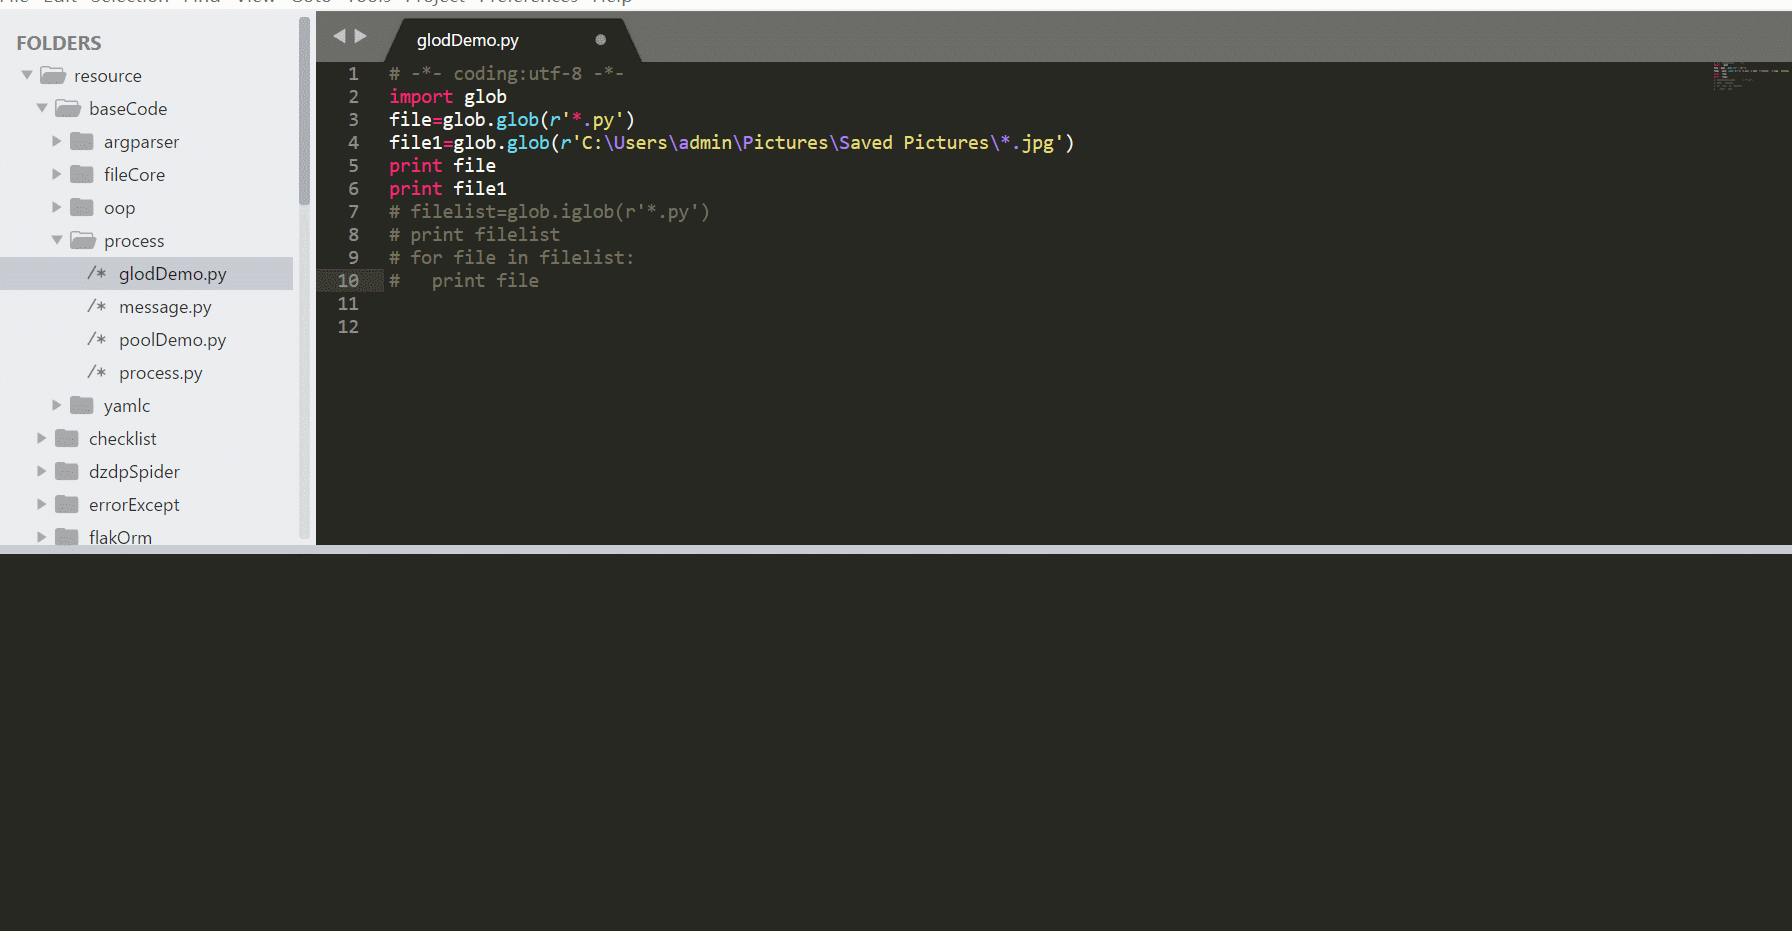 File Edit Selection Find View Goto Tools Project Preferences Help
FOLDERS
resource
baseCode
argparser
fileCore
oop
process
/* glodDemo.py
/* message.py
/* poolDemo.py
/* process.py
yamlc
checklist
dzdpSpider
errorExcept
flakOrm
glodDemo.py
1 # -*- coding:utf-8 -*-
2 import glob
3 file=glob.glob(r'*.py')
4 file1=glob.glob(r'C:\Users\admin\Pictures\Saved Pictures\*.jpg')
5 print file
6 print file1
7 # filelist=glob.iglob(r'*.py')
8 # print filelist
9 # for file in filelist:
10 #   print file
11
12